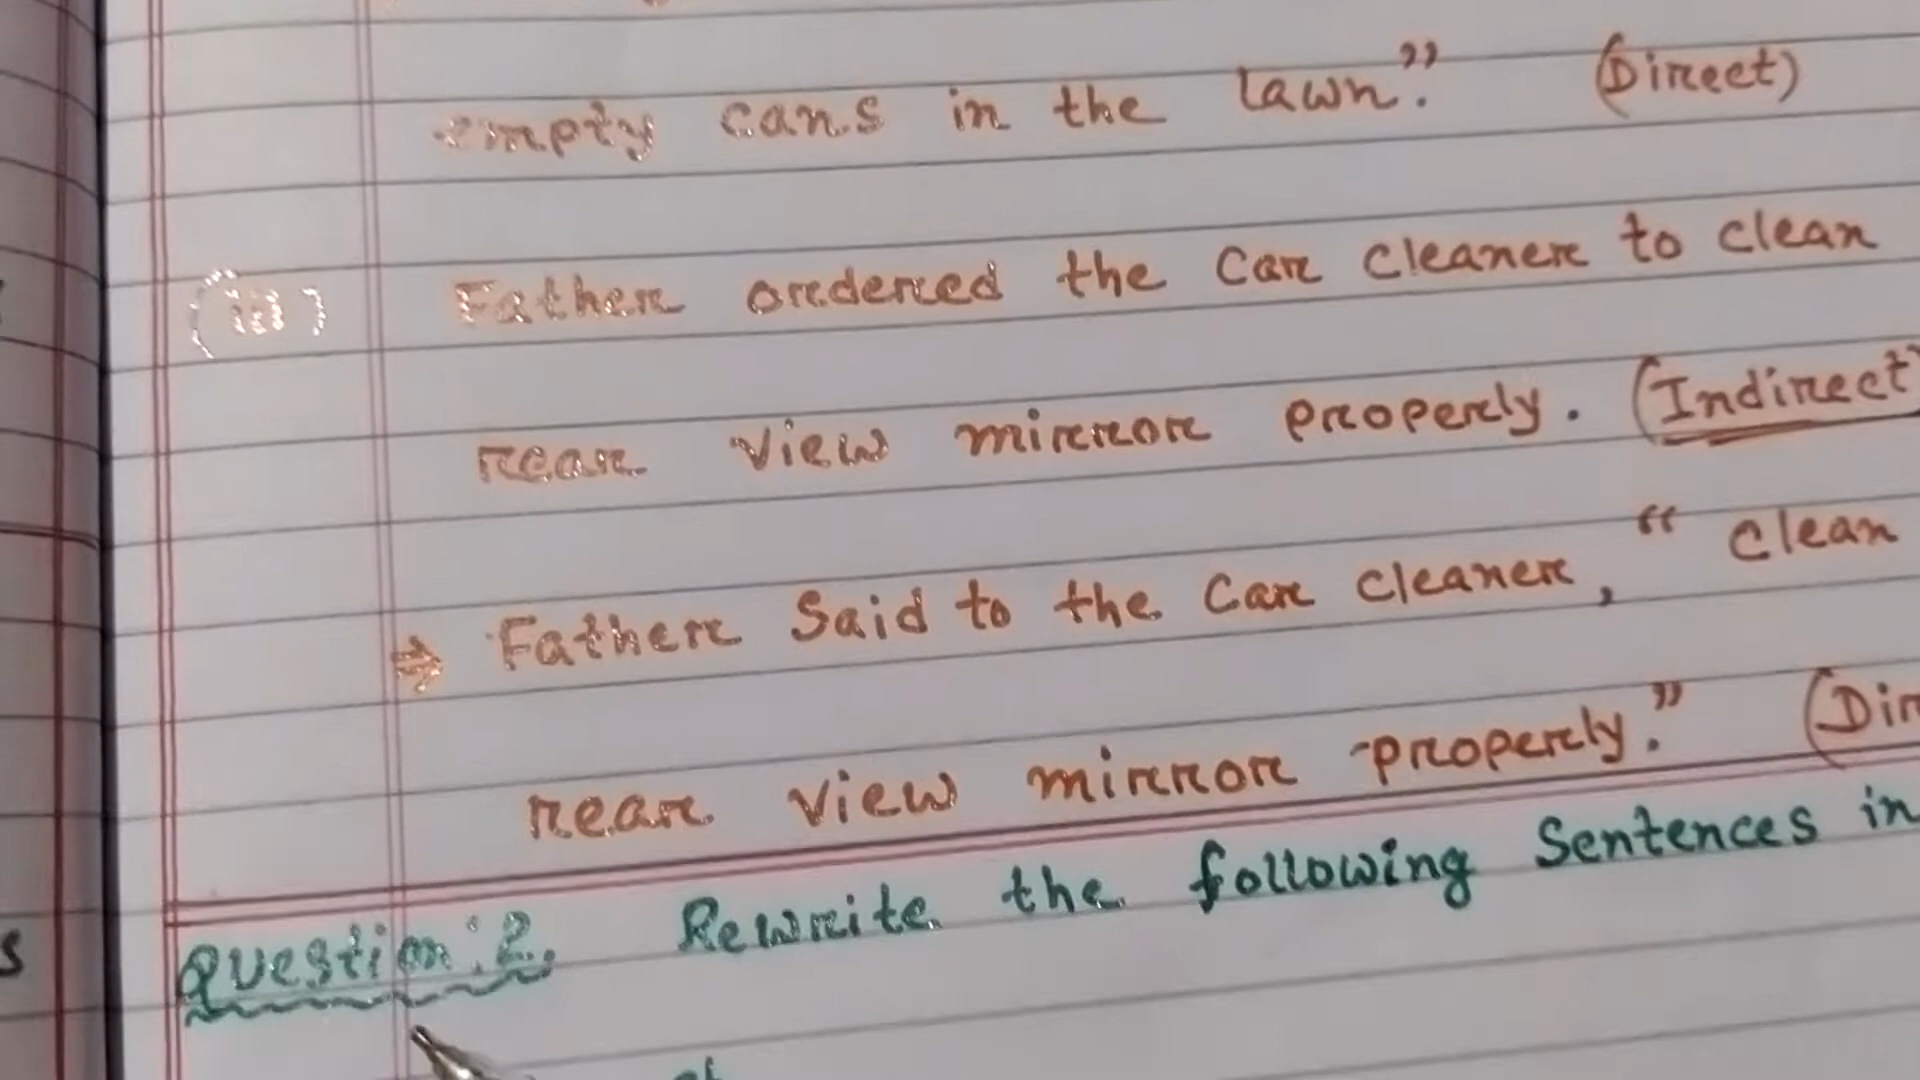 empty cans in the lawn." (Direct)
(iii) Father ordered the Car Cleaner to clean
rear view mirror properly. (Indirect)
⇒ Father Said to the Car Cleaner, " Clean
rear view mirror properly." (Dir
Question: 2. Rewrite the following Sentences in